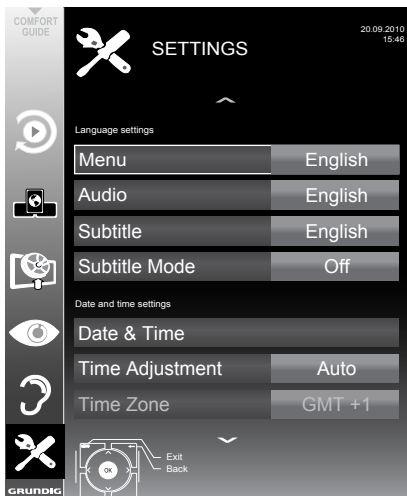 COMFORT
GUIDE
SETTINGS
20.09.2010
15:46
Language settings
Menu English
Audio English
Subtitle English
Subtitle Mode Off
Date and time settings
Date & Time
Time Adjustment Auto
Time Zone GMT +1
Exit
Back
OK
GRUNDIG